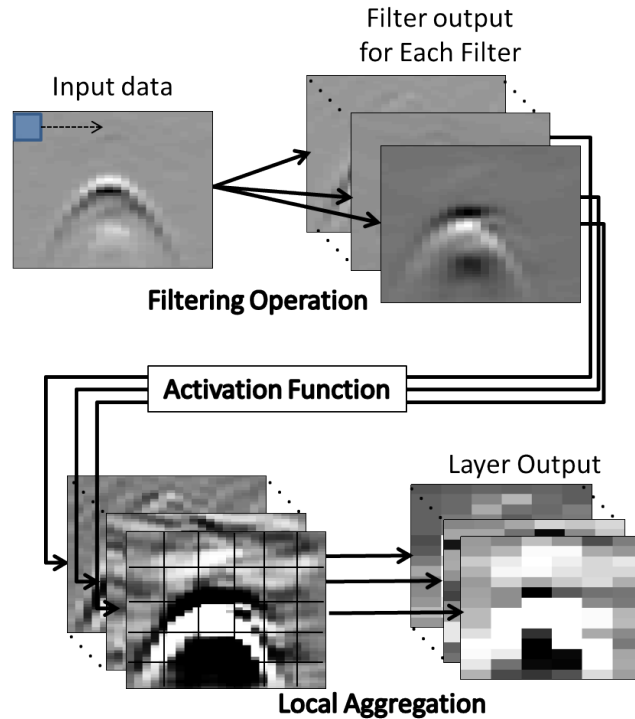 Filter output
for Each Filter
Input data
Filtering Operation
Activation Function
Layer Output
Local Aggregation